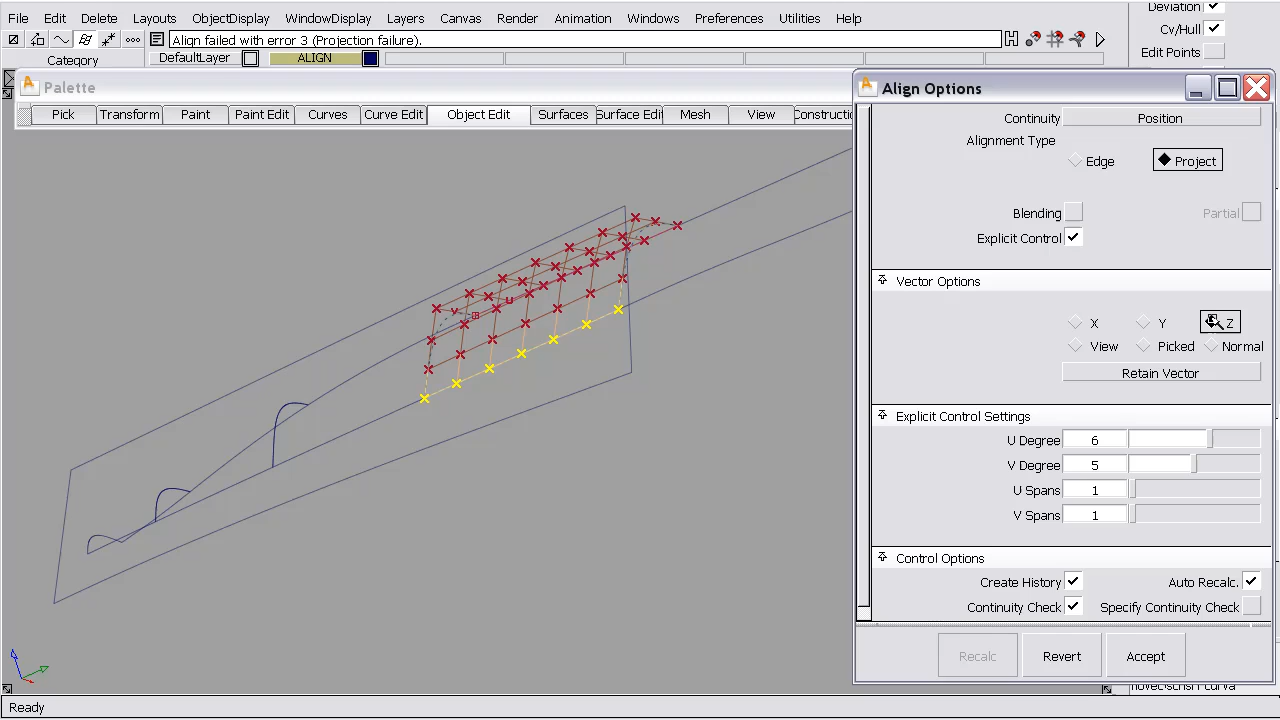 File Edit Delete Layouts ObjectDisplay WindowDisplay Layers Canvas Render Animation Windows Preferences Utilities Help
Deviation
Align failed with error 3 (Projection failure).
Cv/Hull
Category
DefaultLayer
ALIGN
Edit Points
Palette
Align Options
Pick Transform Paint Paint Edit Curves Curve Edit Object Edit Surfaces Surface Edi Mesh View Constructio
Continuity Position
Alignment Type
Edge Project
Blending Partial
Explicit Control
Vector Options
X Y Z
View Picked Normal
Retain Vector
Explicit Control Settings
U Degree 6
V Degree 5
U Spans 1
V Spans 1
Control Options
Create History Auto Recalc.
Continuity Check Specify Continuity Check
Recalc Revert Accept
V U
Ready